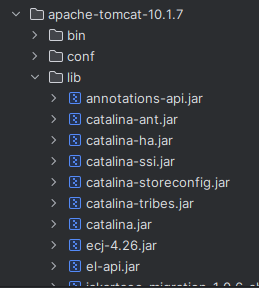 apache-tomcat-10.1.7
bin
conf
lib
annotations-api.jar
catalina-ant.jar
catalina-ha.jar
catalina-ssi.jar
catalina-storeconfig.jar
catalina-tribes.jar
catalina.jar
ecj-4.26.jar
el-api.jar